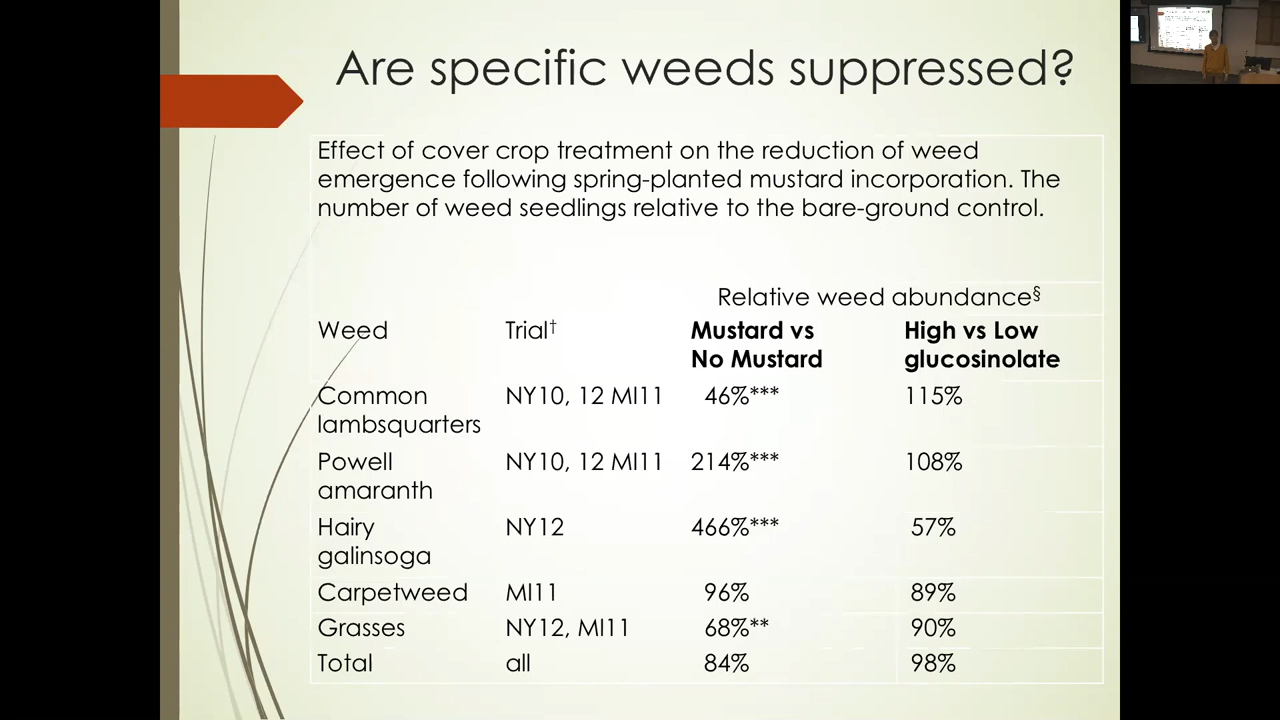 Are specific weeds suppressed?
Effect of cover crop treatment on the reduction of weed
emergence following spring-planted mustard incorporation. The
number of weed seedlings relative to the bare-ground control.
Relative weed abundance§
Weed Trial† Mustard vs High vs Low
No Mustard glucosinolate
Common NY10, 12 MI11 46%*** 115%
lambsquarters
Powell NY10, 12 MI11 214%*** 108%
amaranth
Hairy NY12 466%*** 57%
galinsoga
Carpetweed MI11 96% 89%
Grasses NY12, MI11 68%** 90%
Total all 84% 98%